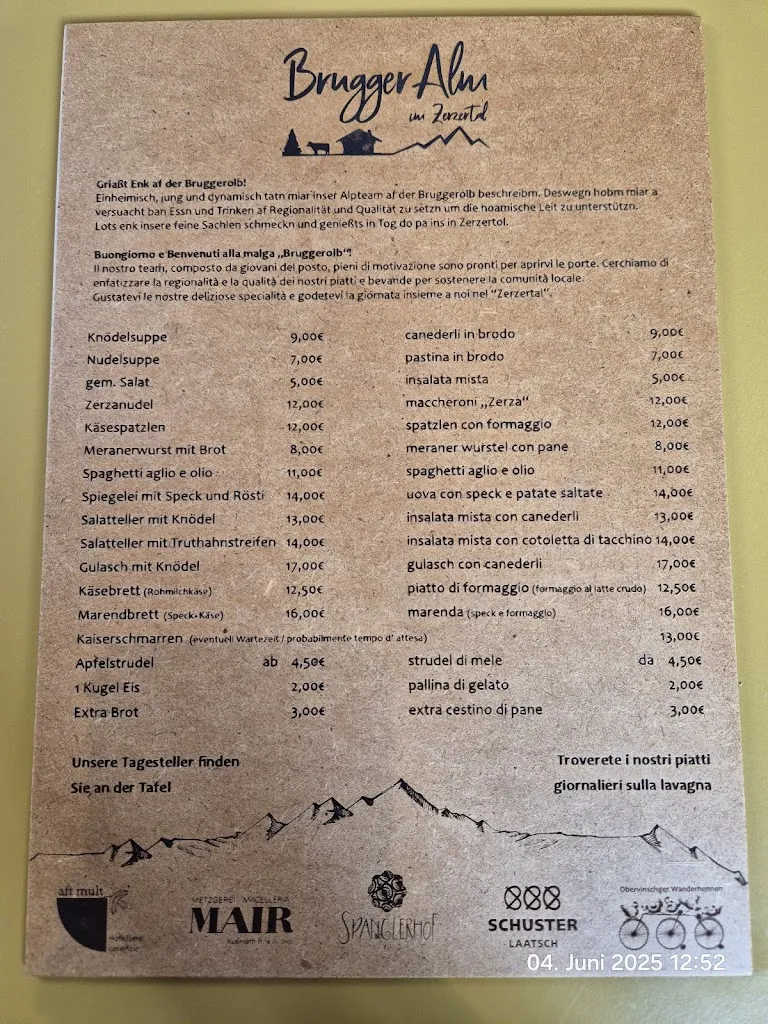 Brugger Alm
im Zerzertal
Griaßt Enk af der Bruggerolb!
Einheimisch, jung und dynamisch tatn miar inser Alpteam af der Bruggerolb beschreibm. Deswegn hobm miar a
versuacht ban Essn und Trinken af Regionalität und Qualität zu setzn um die hoamische Leit zu unterstützn.
Lots enk insere feine Sachlen schmeckn und genießts in Tog do pa ins in Zerzertol.
Buongiorno e Benvenuti alla malga „Bruggerolb“!
Il nostro team, composto da giovani del posto, pieni di motivazione sono pronti per aprirvi le porte. Cerchiamo di
enfatizzare la regionalità e la qualità dei nostri piatti e bevande per sostenere la comunità locale.
Gustatevi le nostre deliziose specialità e godetevi la giornata insieme a noi nel "Zerzertal".
Knödelsuppe 9,00€ canederli in brodo 9,00€
Nudelsuppe 7,00€ pastina in brodo 7,00€
gem. Salat 5,00€ insalata mista 5,00€
Zerzanudel 12,00€ maccheroni „Zerza“ 12,00€
Käsespatzlen 12,00€ spatzlen con formaggio 12,00€
Meranerwurst mit Brot 8,00€ meraner wurstel con pane 8,00€
Spaghetti aglio e olio 11,00€ spaghetti aglio e olio 11,00€
Spiegelei mit Speck und Rösti 14,00€ uova con speck e patate saltate 14,00€
Salatteller mit Knödel 13,00€ insalata mista con canederli 13,00€
Salatteller mit Truthahnstreifen 14,00€ insalata mista con cotoletta di tacchino 14,00€
Gulasch mit Knödel 17,00€ gulasch con canederli 17,00€
Käsebrett (Rohmilchkäse) 12,50€ piatto di formaggio (formaggio al latte crudo) 12,50€
Marendbrett (Speck+Käse) 16,00€ marenda (speck e formaggio) 16,00€
Kaiserschmarren (eventuell Wartezeit / probabilmente tempo d' attesa) 13,00€
Apfelstrudel ab 4,50€ strudel di mele da 4,50€
1 Kugel Eis 2,00€ pallina di gelato 2,00€
Extra Brot 3,00€ extra cestino di pane 3,00€
Unsere Tagesteller finden Troverete i nostri piatti
Sie an der Tafel giornalieri sulla lavagna
aft mult
hofkäserei
caseificio
METZGEREI MACELLERIA
MAIR
SPANGLERHOF
SCHUSTER
LAATSCH
Obervinschger Wanderhennen
04. Juni 2025 12:52